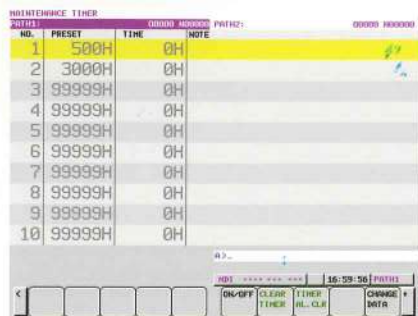 MAINTENANCE TIMER
PATH1: O0000 N00000 PATH2: O0000 N00000
NO. PRESET TIME NOTE
1 500H 0H
2 3000H 0H
3 99999H 0H
4 99999H 0H
5 99999H 0H
6 99999H 0H
7 99999H 0H
8 99999H 0H
9 99999H 0H
10 99999H 0H
A>_
MDI **** *** *** 16:59:56 PATH1
< ON/OFF CLEAR TIMER TIMER AL.CLR CHANGE DATA +